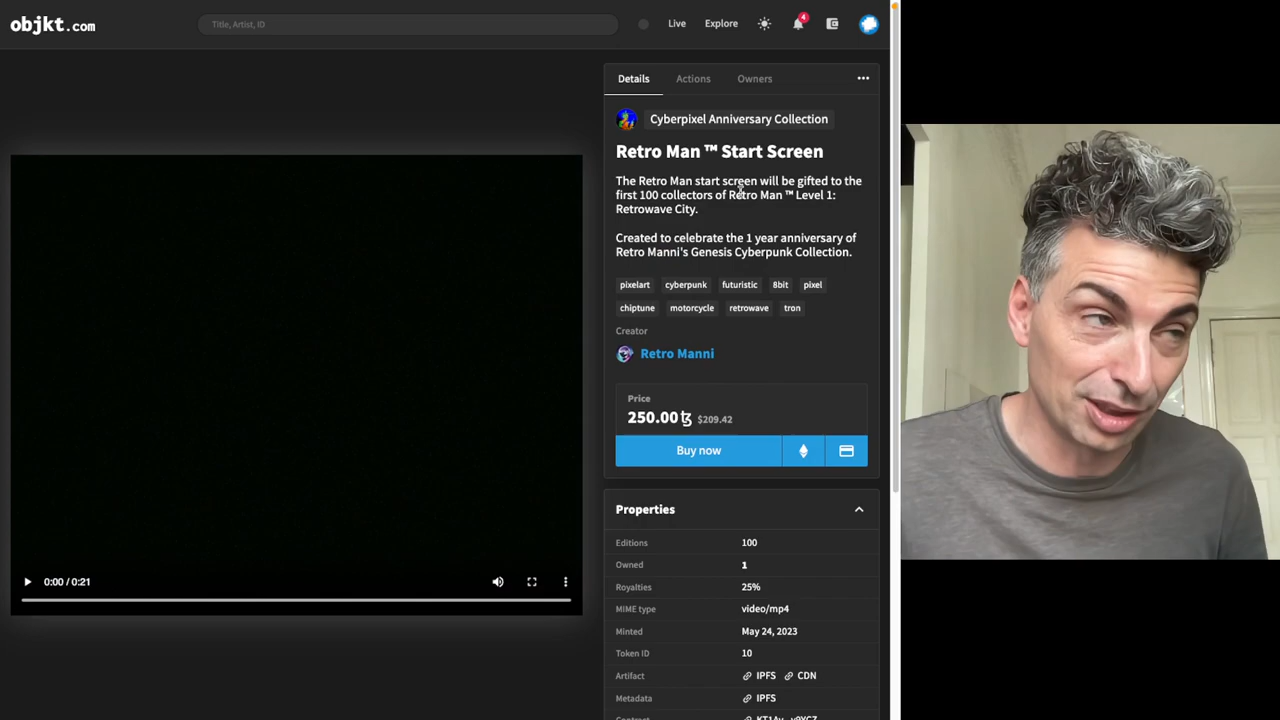 objkt.com
Title, Artist, ID
Live
Explore
4
Details
Actions
Owners
Cyberpixel Anniversary Collection
Retro Man ™ Start Screen
The Retro Man start screen will be gifted to the
first 100 collectors of Retro Man ™ Level 1:
Retrowave City.
Created to celebrate the 1 year anniversary of
Retro Manni's Genesis Cyberpunk Collection.
pixelart cyberpunk futuristic 8bit pixel
chiptune motorcycle retrowave tron
Creator
Retro Manni
Price
250.00ꜩ $209.42
Buy now
Properties
Editions 100
Owned 1
Royalties 25%
MIME type video/mp4
Minted May 24, 2023
Token ID 10
Artifact IPFS CDN
Metadata IPFS
0:00 / 0:21